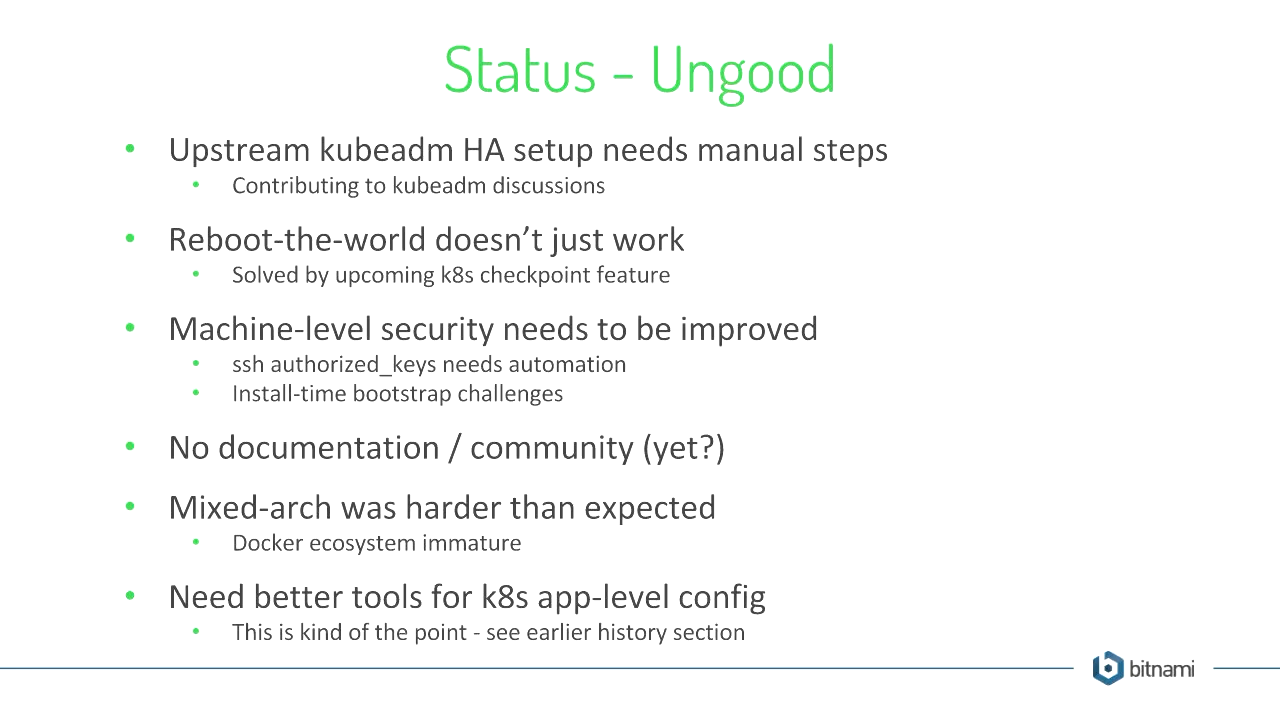 Status - Ungood
• Upstream kubeadm HA setup needs manual steps
• Contributing to kubeadm discussions
• Reboot-the-world doesn’t just work
• Solved by upcoming k8s checkpoint feature
• Machine-level security needs to be improved
• ssh authorized_keys needs automation
• Install-time bootstrap challenges
• No documentation / community (yet?)
• Mixed-arch was harder than expected
• Docker ecosystem immature
• Need better tools for k8s app-level config
• This is kind of the point - see earlier history section
bitnami